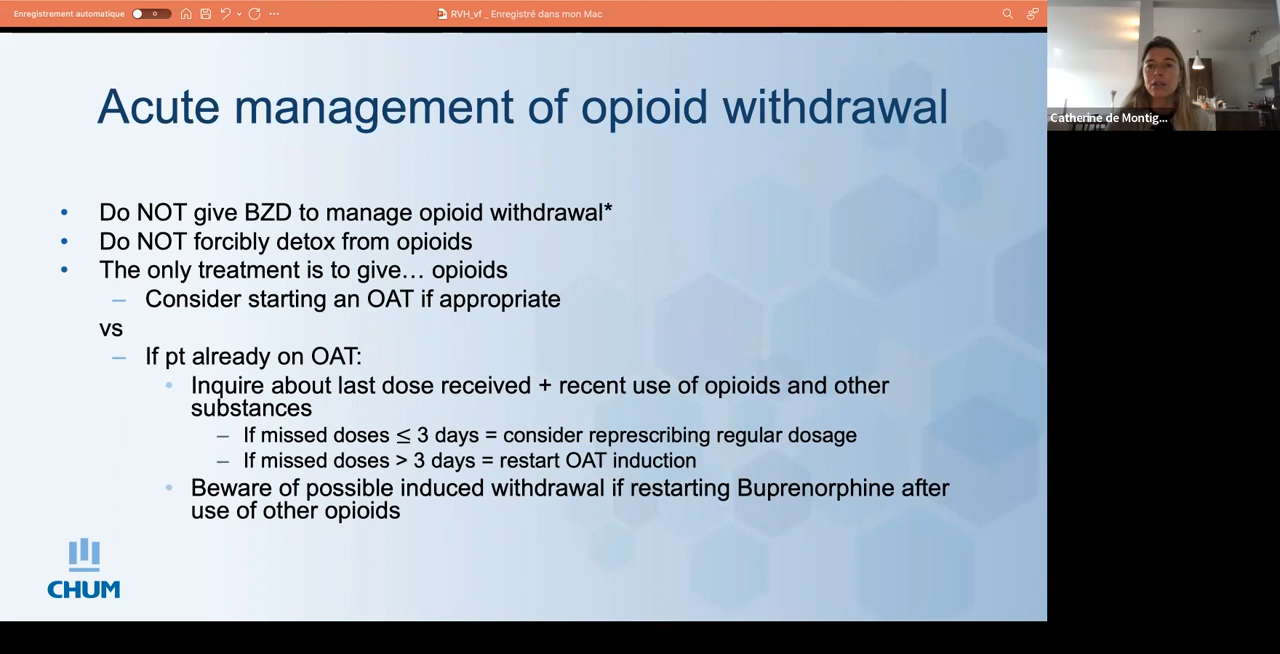 Enregistrement automatique
RVH_vf _ Enregistré dans mon Mac
Catherine de Montig...
Acute management of opioid withdrawal
• Do NOT give BZD to manage opioid withdrawal*
• Do NOT forcibly detox from opioids
• The only treatment is to give… opioids
– Consider starting an OAT if appropriate
vs
– If pt already on OAT:
• Inquire about last dose received + recent use of opioids and other
substances
– If missed doses ≤ 3 days = consider represcribing regular dosage
– If missed doses > 3 days = restart OAT induction
• Beware of possible induced withdrawal if restarting Buprenorphine after
use of other opioids
CHUM